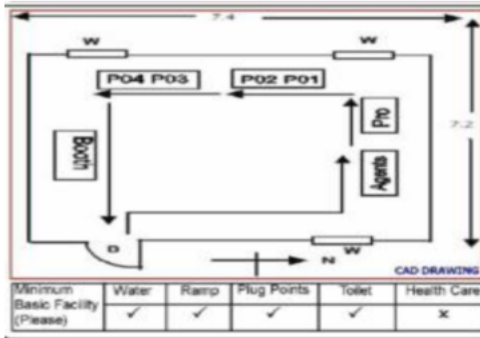 7.4
W
W
P04 P03
P02 P01
Pro
7.2
Booth
Agents
W
D
N
CAD DRAWING
Minimum Basic Facility (Please)
Water
Ramp
Plug Points
Toilet
Health Care
✓
✓
✓
✓
x